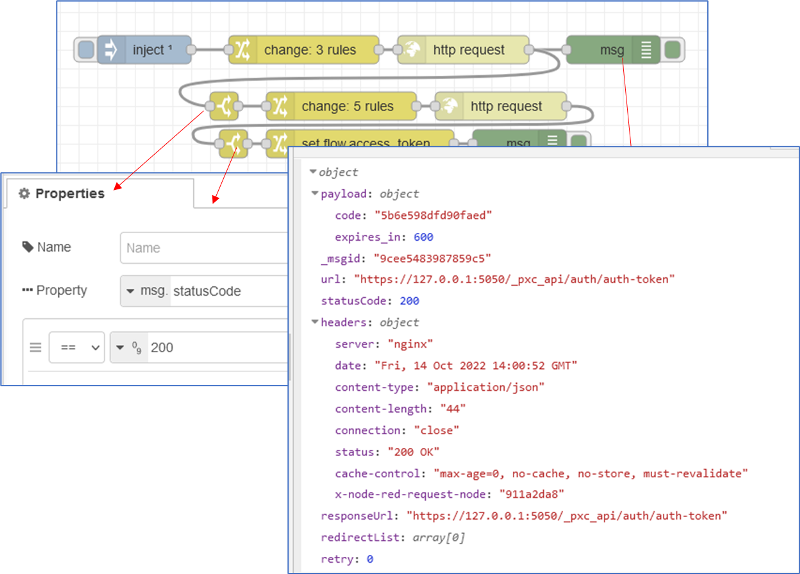 inject ¹
change: 3 rules
http request
msg
change: 5 rules
http request
set flow.access_token
msg
Properties
Name
Name
Property
msg. statusCode
==
0
9
200
object
payload: object
code: "5b6e598dfd90faed"
expires_in: 600
_msgid: "9cee5483987859c5"
url: "https://127.0.0.1:5050/_pxc_api/auth/auth-token"
statusCode: 200
headers: object
server: "nginx"
date: "Fri, 14 Oct 2022 14:00:52 GMT"
content-type: "application/json"
content-length: "44"
connection: "close"
status: "200 OK"
cache-control: "max-age=0, no-cache, no-store, must-revalidate"
x-node-red-request-node: "911a2da8"
responseUrl: "https://127.0.0.1:5050/_pxc_api/auth/auth-token"
redirectList: array[0]
retry: 0